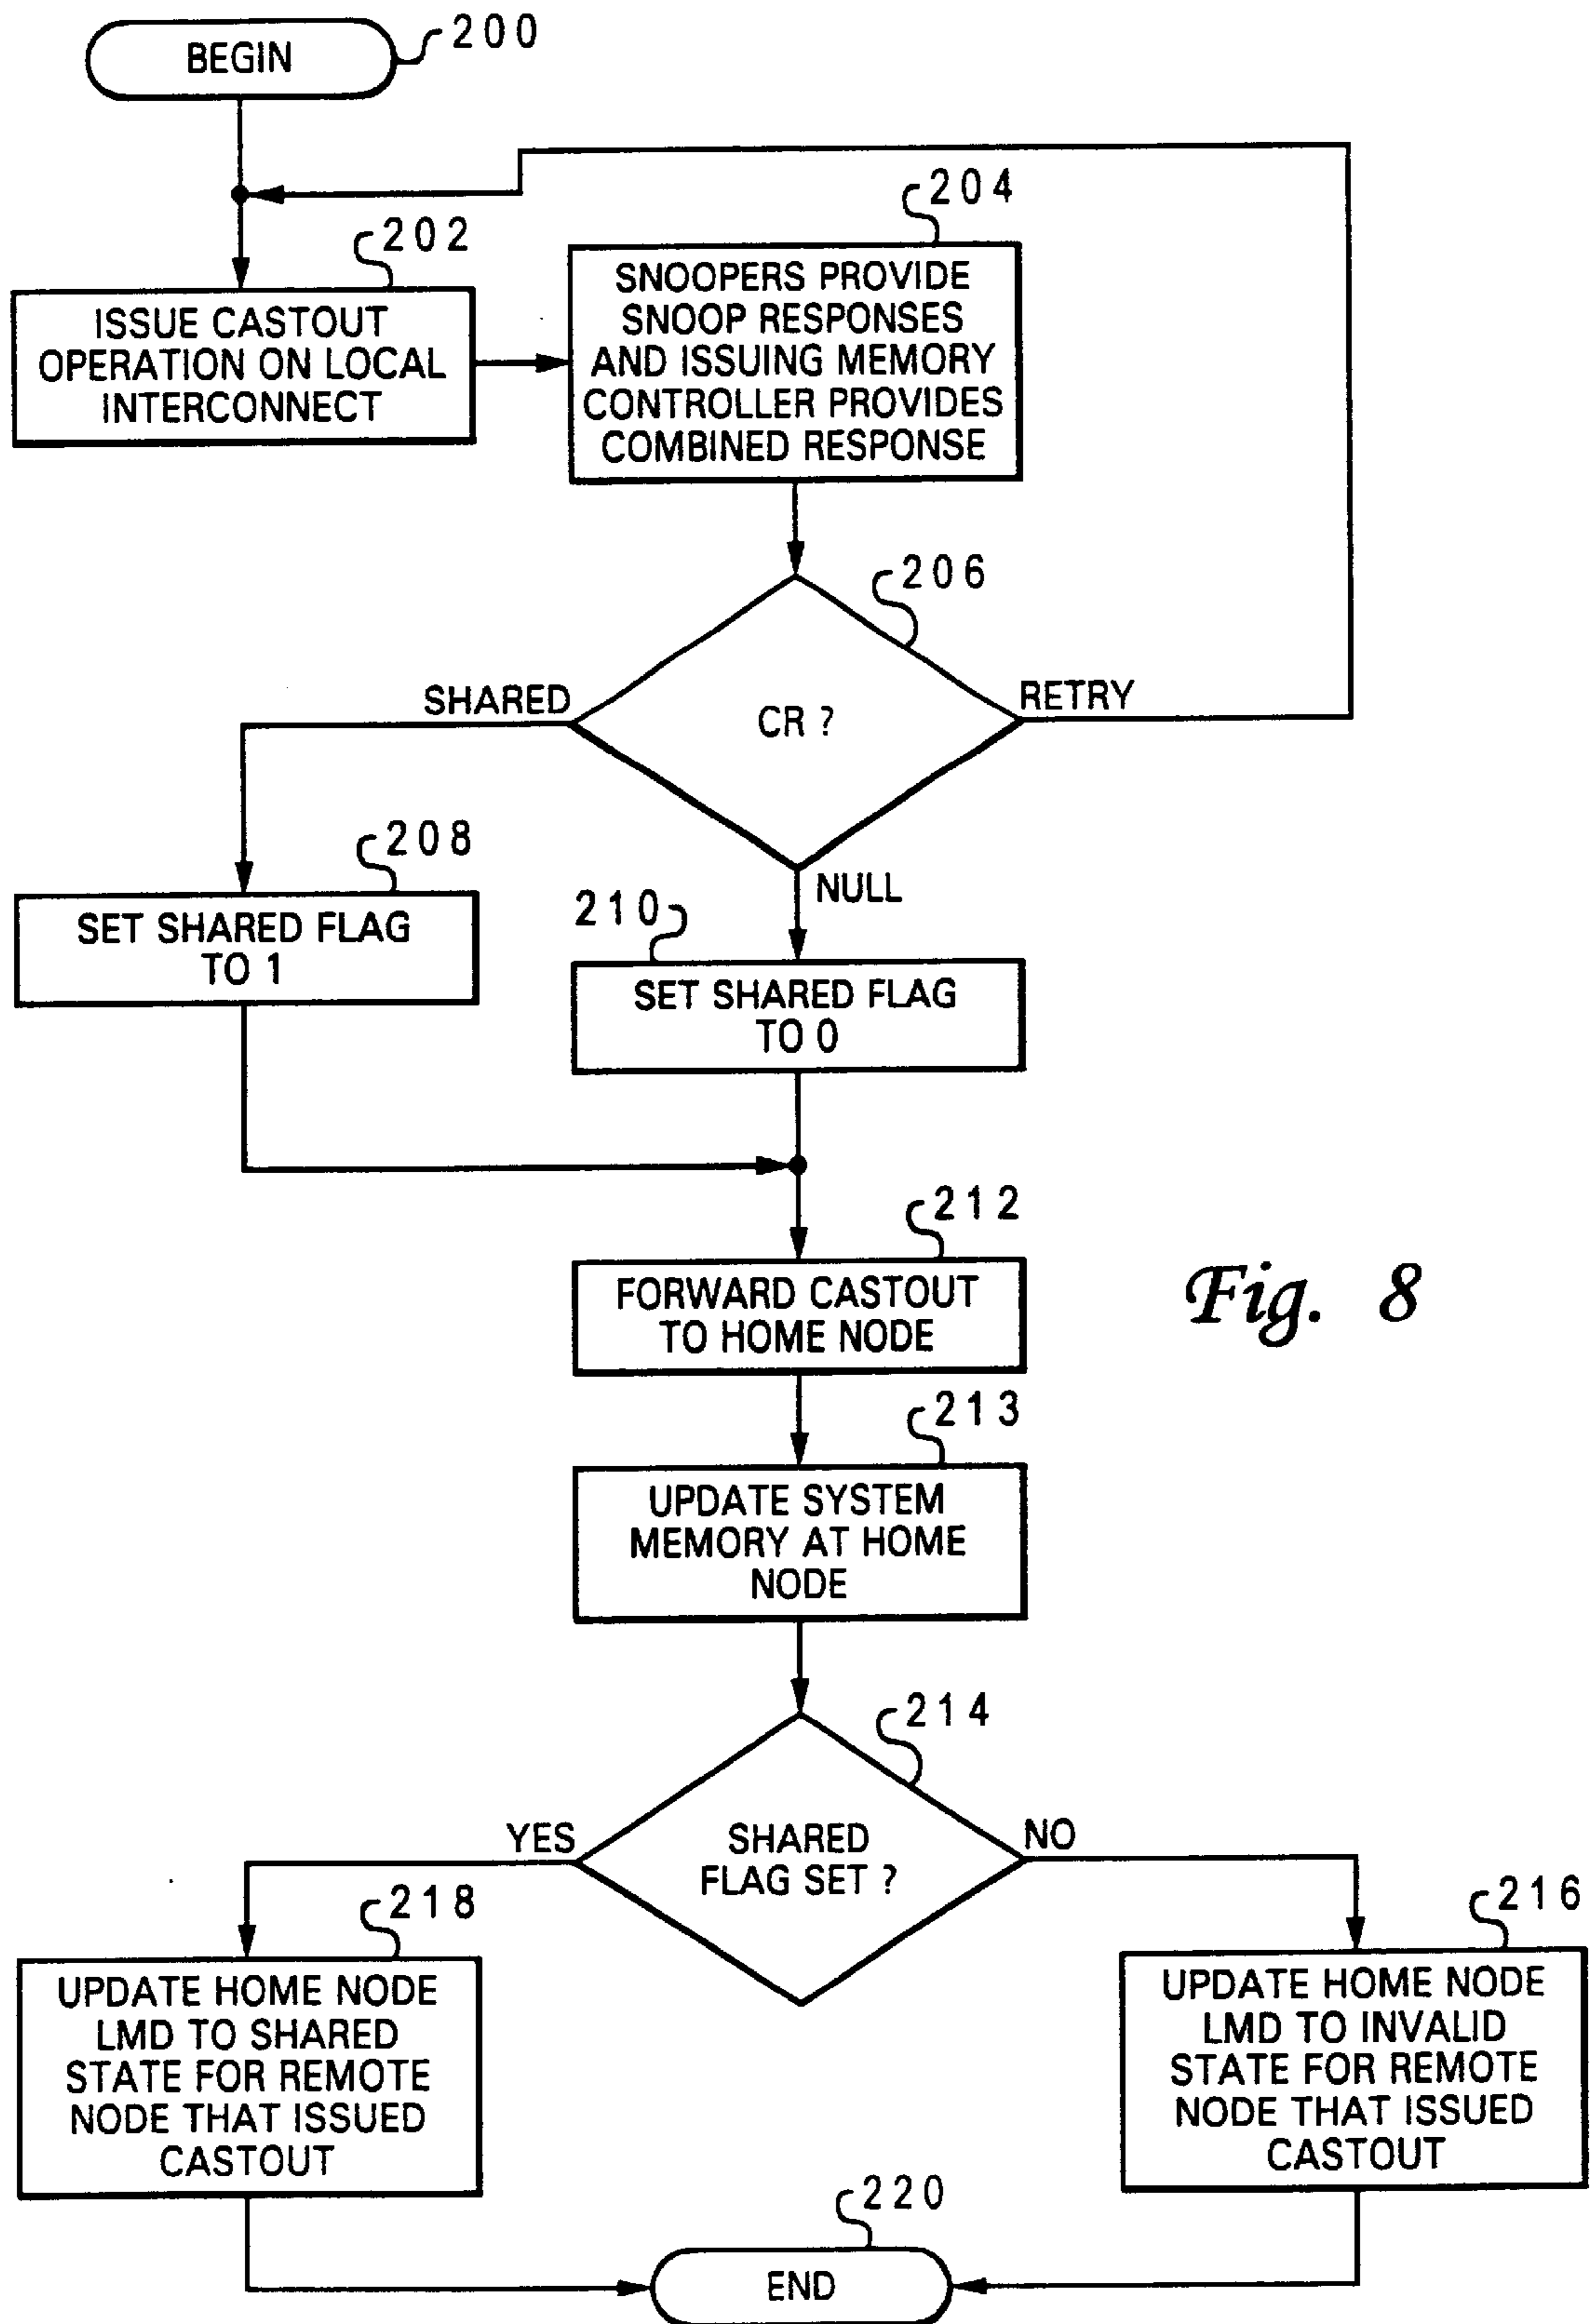 BEGIN
200
202
ISSUE CASTOUT
OPERATION ON LOCAL
INTERCONNECT
204
SNOOPERS PROVIDE
SNOOP RESPONSES
AND ISSUING MEMORY
CONTROLLER PROVIDES
COMBINED RESPONSE
206
CR ?
SHARED
RETRY
NULL
208
SET SHARED FLAG
TO 1
210
SET SHARED FLAG
TO 0
212
FORWARD CASTOUT
TO HOME NODE
Fig. 8
213
UPDATE SYSTEM
MEMORY AT HOME
NODE
214
SHARED
FLAG SET ?
YES
NO
218
UPDATE HOME NODE
LMD TO SHARED
STATE FOR REMOTE
NODE THAT ISSUED
CASTOUT
216
UPDATE HOME NODE
LMD TO INVALID
STATE FOR REMOTE
NODE THAT ISSUED
CASTOUT
220
END